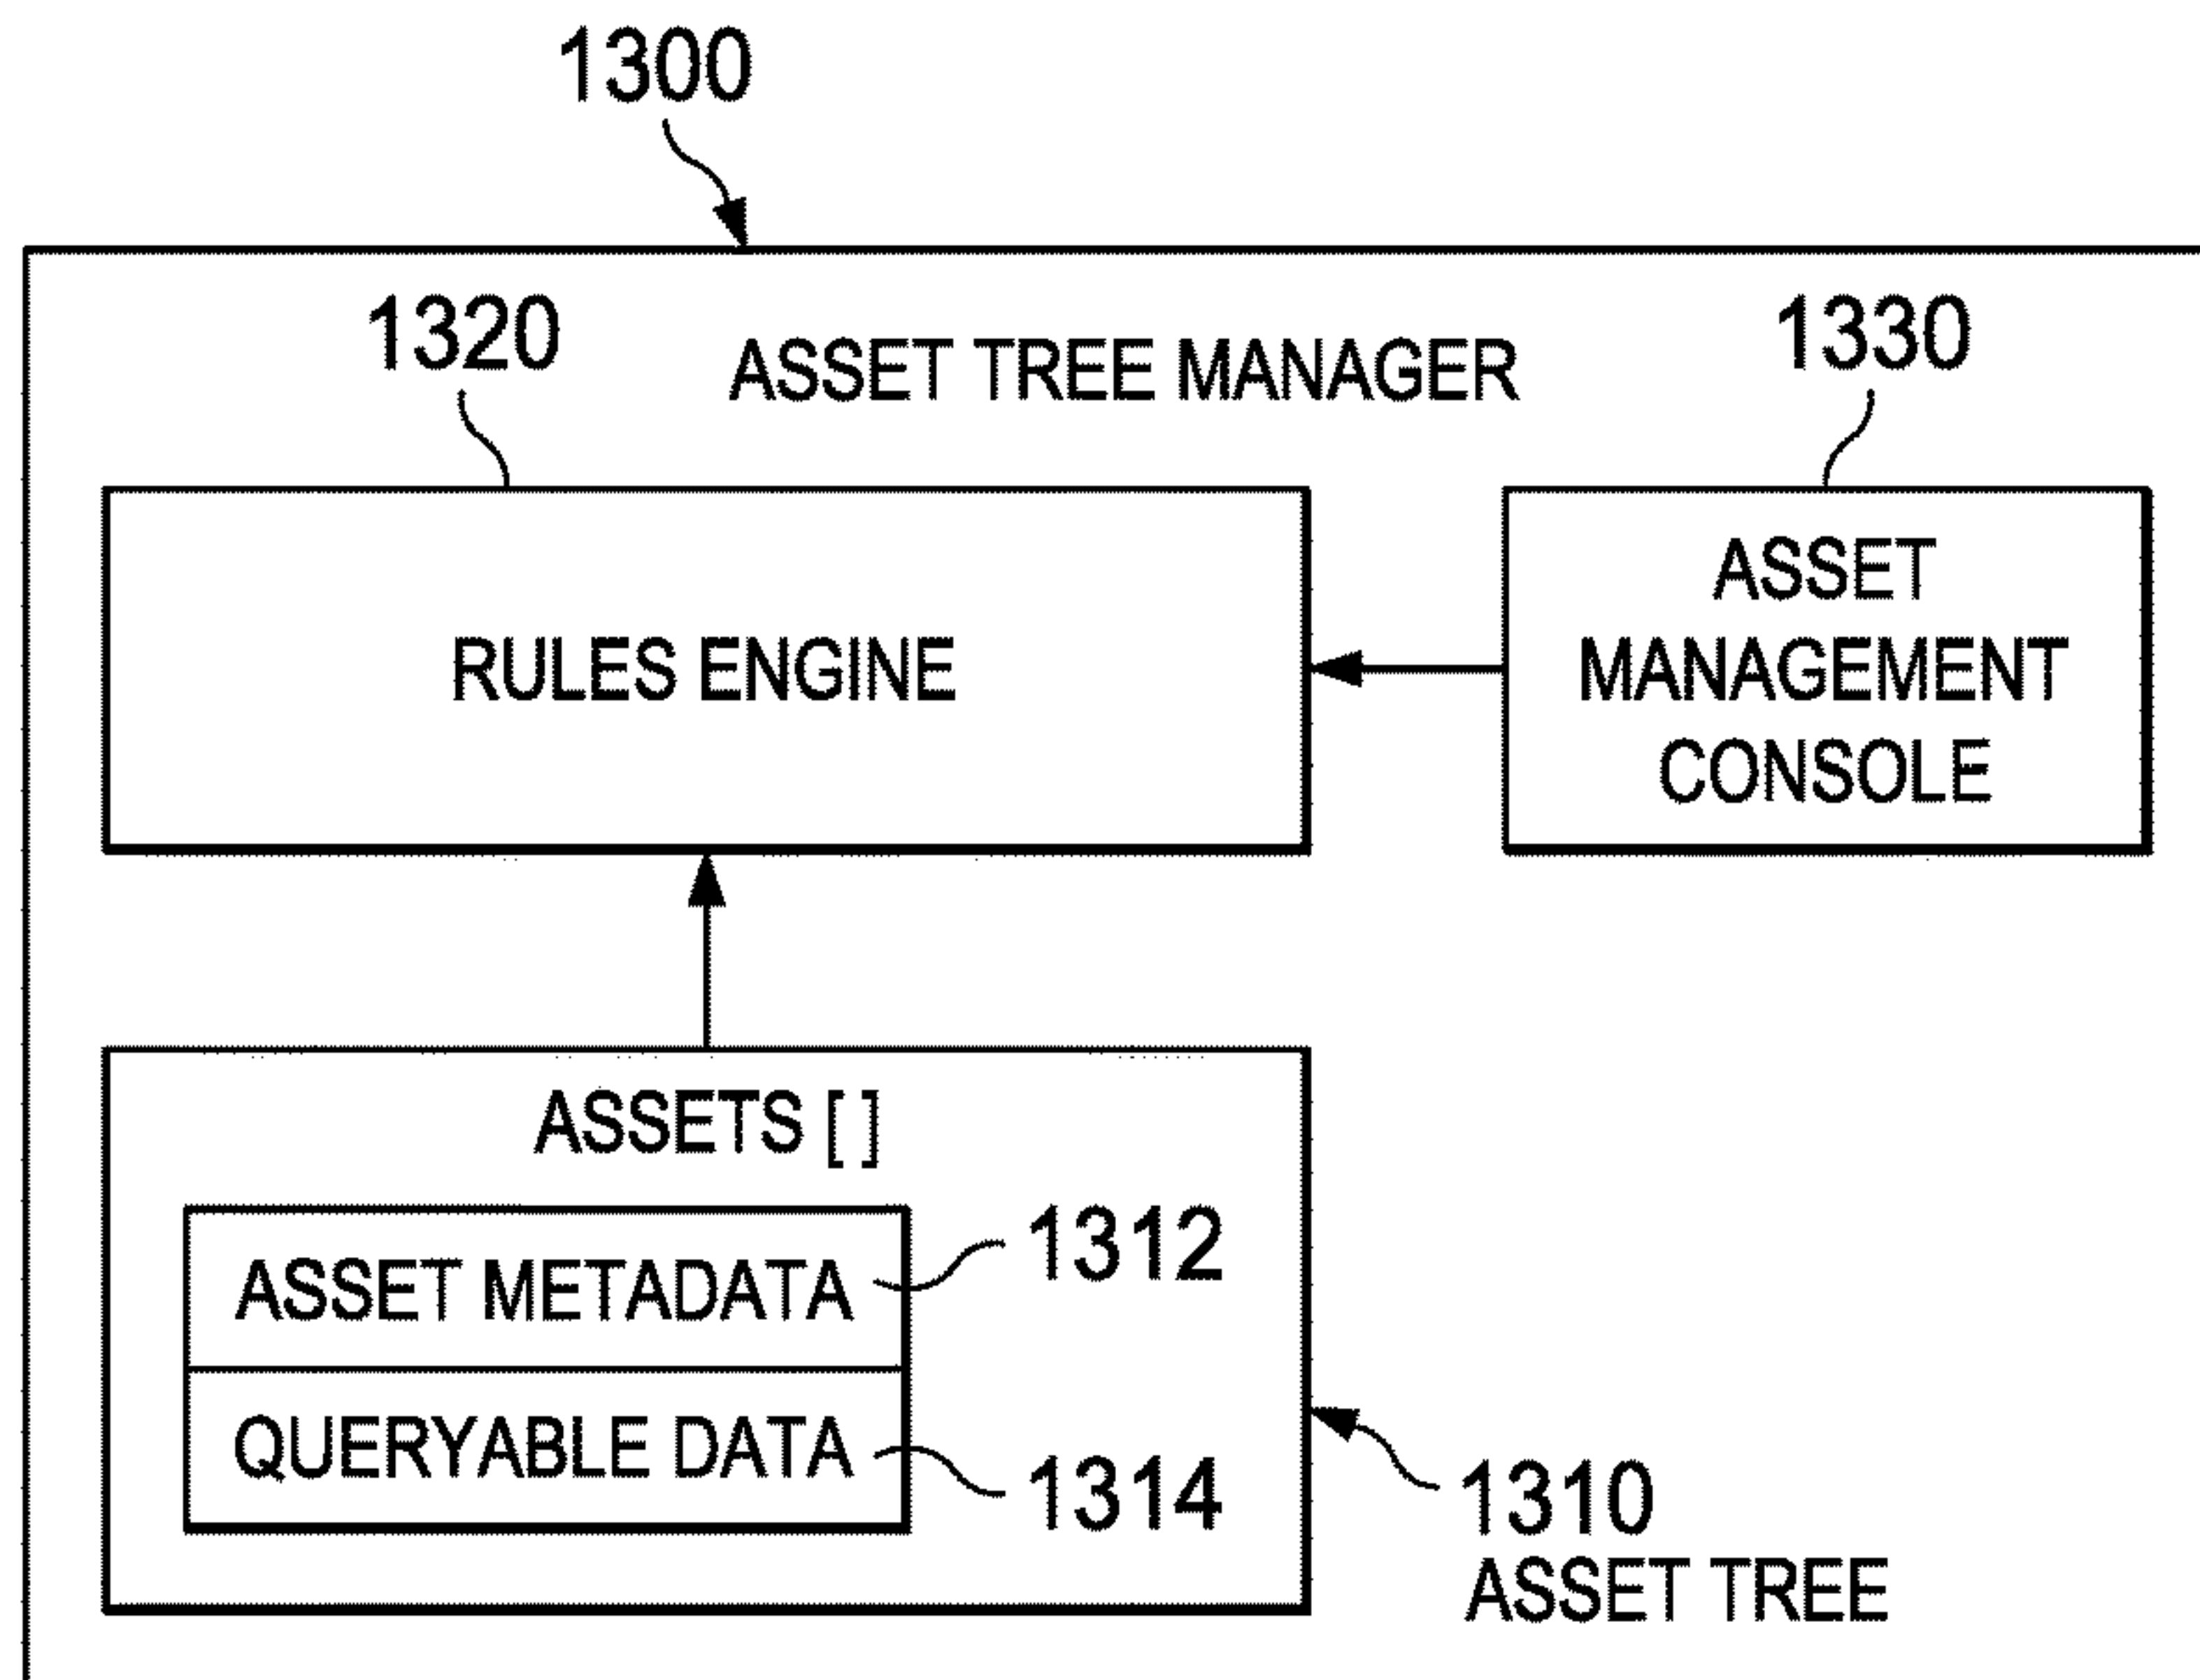 1300
1320
ASSET TREE MANAGER
1330
RULES ENGINE
ASSET
MANAGEMENT
CONSOLE
ASSETS [ ]
ASSET METADATA
1312
QUERYABLE DATA
1314
1310
ASSET TREE